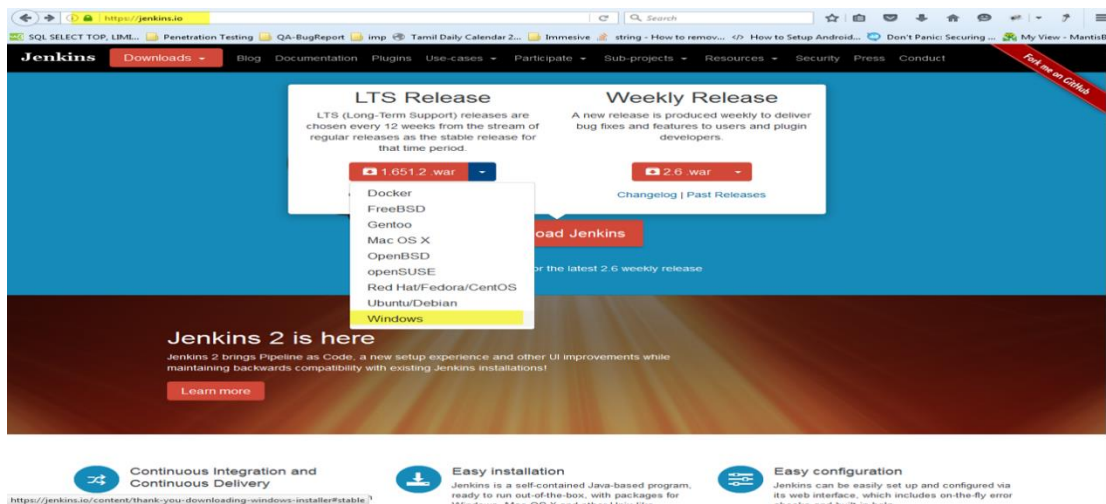 https://jenkins.io
Search
SQL SELECT TOP, LIMI... Penetration Testing QA-BugReport imp Tamil Daily Calendar 2... Immesive string - How to remov... How to Setup Android... Don't Panic: Securing ... My View - MantisB
Jenkins Downloads Blog Documentation Plugins Use-cases Participate Sub-projects Resources Security Press Conduct
Fork me on GitHub
LTS Release
LTS (Long-Term Support) releases are
chosen every 12 weeks from the stream of
regular releases as the stable release for
that time period.
1.651.2 .war
Weekly Release
A new release is produced weekly to deliver
bug fixes and features to users and plugin
developers.
2.6 .war
Changelog | Past Releases
Docker
FreeBSD
Gentoo
Mac OS X
OpenBSD
openSUSE
Red Hat/Fedora/CentOS
Ubuntu/Debian
Windows
oad Jenkins
or the latest 2.6 weekly release
Jenkins 2 is here
Jenkins 2 brings Pipeline as Code, a new setup experience and other UI improvements while
maintaining backwards compatibility with existing Jenkins installations!
Learn more
Continuous Integration and
Continuous Delivery
Easy installation
Jenkins is a self-contained Java-based program,
ready to run out-of-the-box, with packages for
Easy configuration
Jenkins can be easily set up and configured via
its web interface, which includes on-the-fly error
https://jenkins.io/content/thank-you-downloading-windows-installer#stable